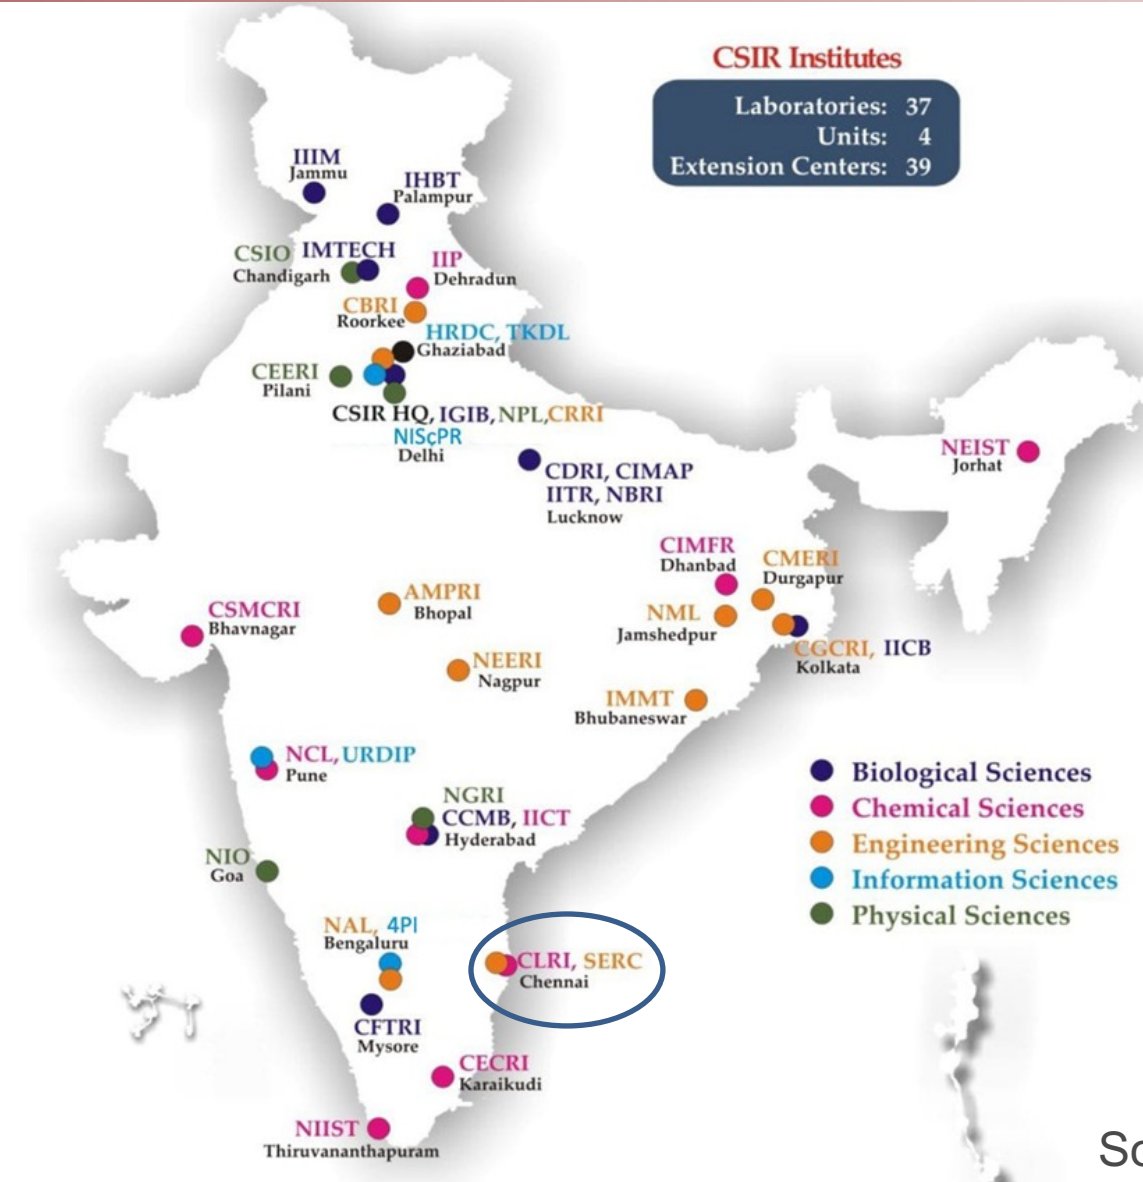 CSIR Institutes
Laboratories: 37
Units: 4
Extension Centers: 39
IIIM
Jammu
IHBT
Palampur
CSIO IMTECH
Chandigarh
IIP
Dehradun
CBRI
Roorkee
HRDC, TKDL
Ghaziabad
CEERI
Pilani
CSIR HQ, IGIB, NPL, CRRI
NIScPR
Delhi
CDRI, CIMAP
IITR, NBRI
Lucknow
NEIST
Jorhat
CIMFR
Dhanbad
CMERI
Durgapur
AMPRI
Bhopal
NML
Jamshedpur
CSMCRI
Bhavnagar
CGCRI, IICB
Kolkata
NEERI
Nagpur
IMMT
Bhubaneswar
NCL, URDIP
Pune
NGRI
CCMB, IICT
Hyderabad
NIO
Goa
Biological Sciences
Chemical Sciences
Engineering Sciences
Information Sciences
Physical Sciences
NAL, 4PI
Bengaluru
CLRI, SERC
Chennai
CFTRI
Mysore
CECRI
Karaikudi
NIIST
Thiruvananthapuram